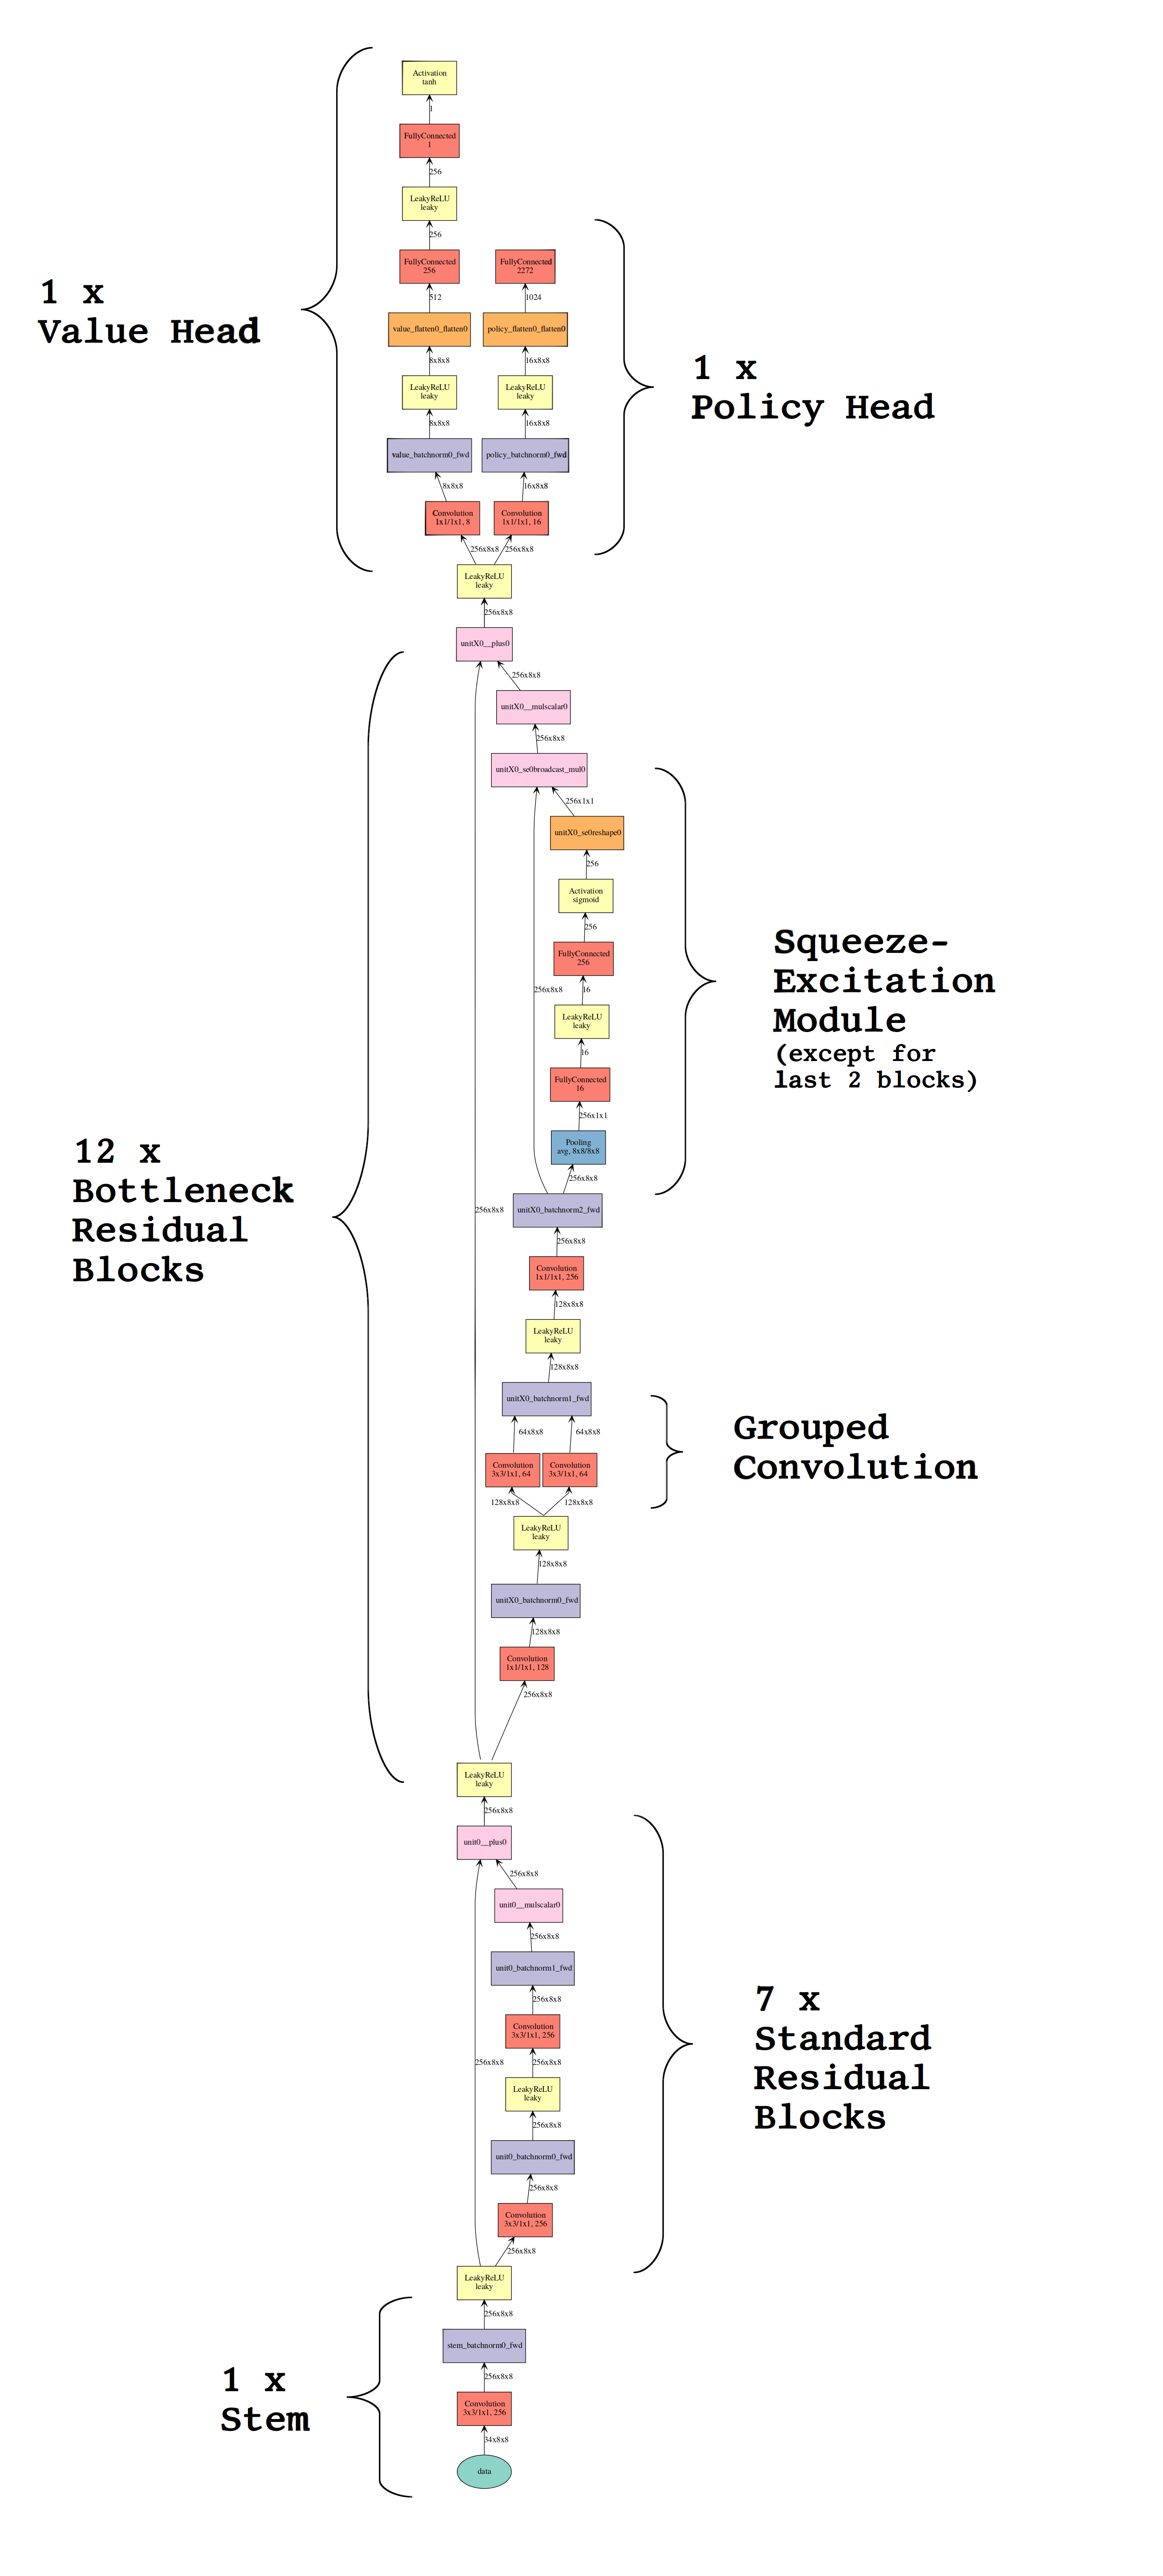 Activation
tanh
1
FullyConnected
1
256
LeakyReLU
leaky
256
FullyConnected
256
FullyConnected
2272
512
1024
value_flatten0_flatten0
policy_flatten0_flatten0
8x8x8
16x8x8
LeakyReLU
leaky
LeakyReLU
leaky
8x8x8
16x8x8
value_batchnorm0_fwd
policy_batchnorm0_fwd
8x8x8
16x8x8
Convolution
1x1/1x1, 8
Convolution
1x1/1x1, 16
256x8x8
256x8x8
1 x
Value Head
1 x
Policy Head
LeakyReLU
leaky
256x8x8
unitX0__plus0
256x8x8
unitX0__mulscalar0
256x8x8
unitX0_se0broadcast_mul0
256x1x1
unitX0_se0reshape0
256
Activation
sigmoid
256
FullyConnected
256
256x8x8
16
LeakyReLU
leaky
16
FullyConnected
16
256x1x1
Pooling
avg, 8x8/8x8
256x8x8
Squeeze-
Excitation
Module
(except for
last 2 blocks)
256x8x8
unitX0_batchnorm2_fwd
256x8x8
Convolution
1x1/1x1, 256
128x8x8
LeakyReLU
leaky
128x8x8
unitX0_batchnorm1_fwd
64x8x8
64x8x8
Convolution
3x3/1x1, 64
Convolution
3x3/1x1, 64
128x8x8
128x8x8
LeakyReLU
leaky
128x8x8
unitX0_batchnorm0_fwd
128x8x8
Convolution
1x1/1x1, 128
256x8x8
12 x
Bottleneck
Residual
Blocks
Grouped
Convolution
LeakyReLU
leaky
256x8x8
unit0__plus0
256x8x8
unit0__mulscalar0
256x8x8
unit0_batchnorm1_fwd
256x8x8
Convolution
3x3/1x1, 256
256x8x8
256x8x8
LeakyReLU
leaky
256x8x8
unit0_batchnorm0_fwd
256x8x8
Convolution
3x3/1x1, 256
256x8x8
7 x
Standard
Residual
Blocks
LeakyReLU
leaky
256x8x8
stem_batchnorm0_fwd
256x8x8
Convolution
3x3/1x1, 256
34x8x8
data
1 x
Stem